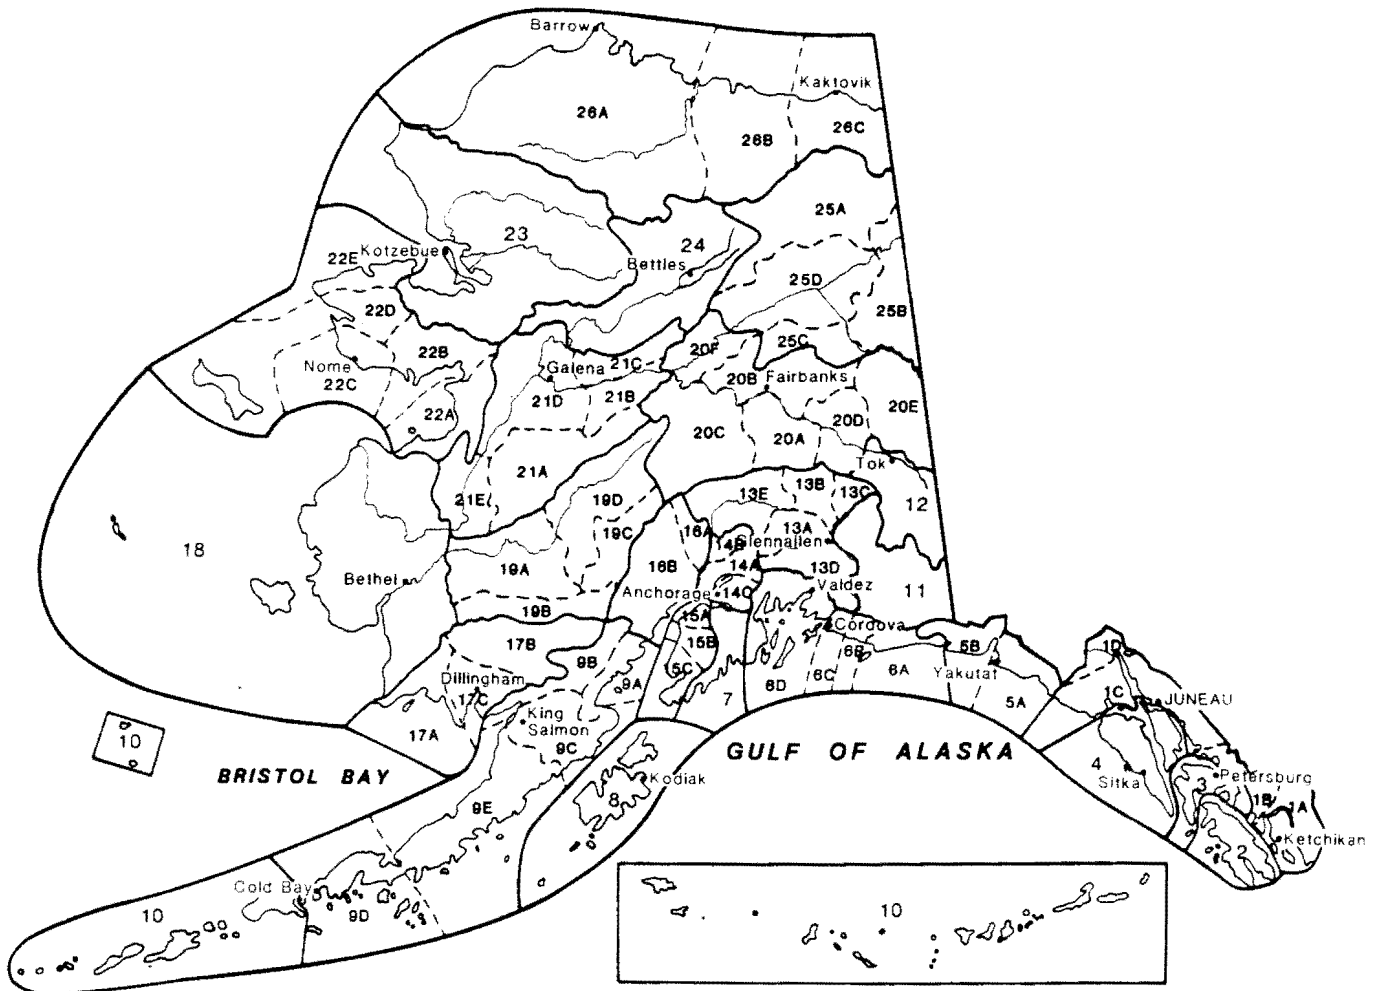 Barrow
Kaktovik
26A
26B
26C
25A
23
24
Kotzebue
22E
Bettles
25D
22D
25B
22B
20F
25C
Nome
22C
Galena
21C
20B
Fairbanks
21D
21B
22A
20E
20D
20C
20A
21A
Tok
21E
19D
13E
13B
13C
12
19C
16A
13A
14B
Glennallen
18
19A
16B
14A
13D
Bethel
Anchorage
14C
Valdez
11
19B
15A
Cordova
17B
15B
6B
5B
1D
9B
15C
6A
Yakutat
Dillingham
9A
6D
6C
17C
7
5A
1C
JUNEAU
King
Salmon
17A
9C
10
BRISTOL BAY
GULF OF ALASKA
4
Sitka
Kodiak
8
3
Petersburg
1B
1A
9E
Ketchikan
2
Cold Bay
10
9D
10